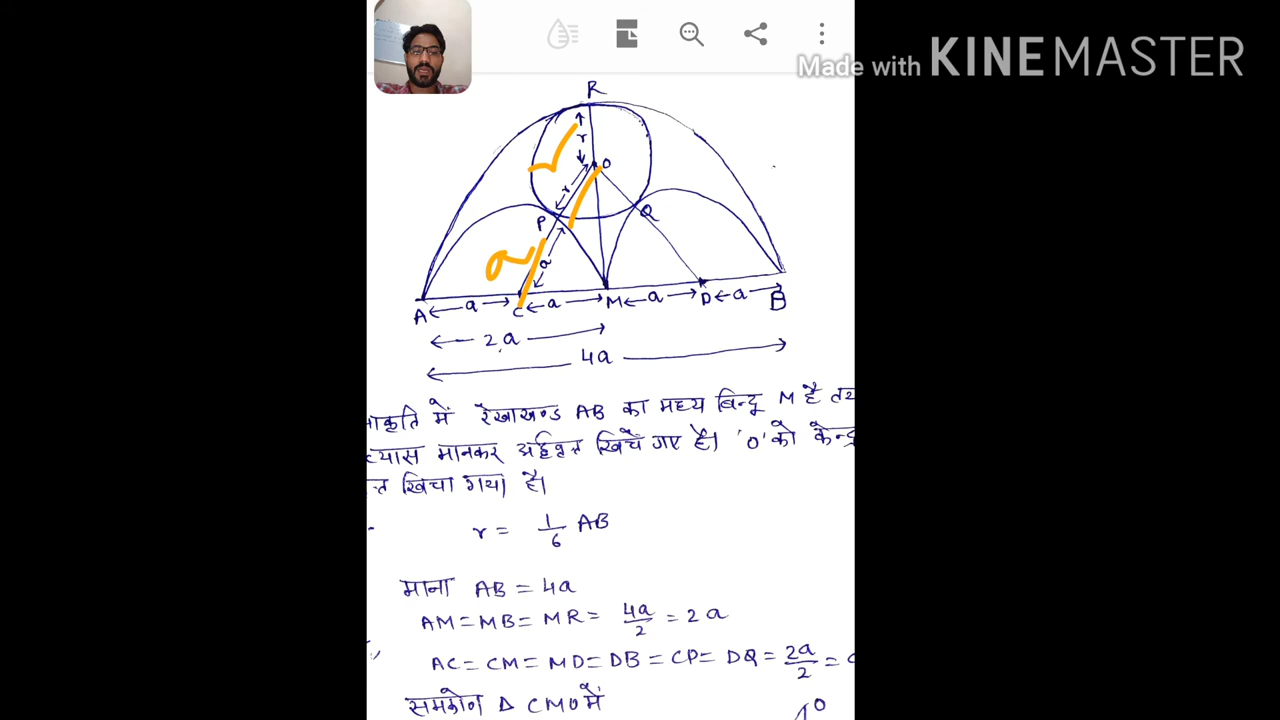 Made with KINEMASTER
R
r
O
r
P
Q
a
a
A
a
C
a
M
a
D
a
B
2a
4a
आकृति में रेखाखण्ड AB का मध्य बिन्दू M है तथ
व्यास मानकर अर्द्धवृत्त खिंचे गए है। 'O' को केन्द्र
त्त खिंचा गया है।
r = 1/6 AB
माना AB = 4a
AM = MB = MR = 4a/2 = 2a
AC = CM = MD = DB = CP = DQ = 2a/2 =
समकोण Δ CMO में
O